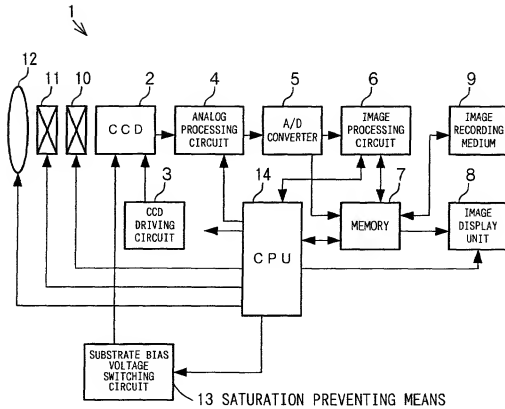 1
12
11
10
2
4
5
6
9
CCD
ANALOG
PROCESSING
CIRCUIT
A/D
CONVERTER
IMAGE
PROCESSING
CIRCUIT
IMAGE
RECORDING
MEDIUM
3
14
7
8
CCD
DRIVING
CIRCUIT
CPU
MEMORY
IMAGE
DISPLAY
UNIT
SUBSTRATE BIAS
VOLTAGE
SWITCHING
CIRCUIT
13 SATURATION PREVENTING MEANS